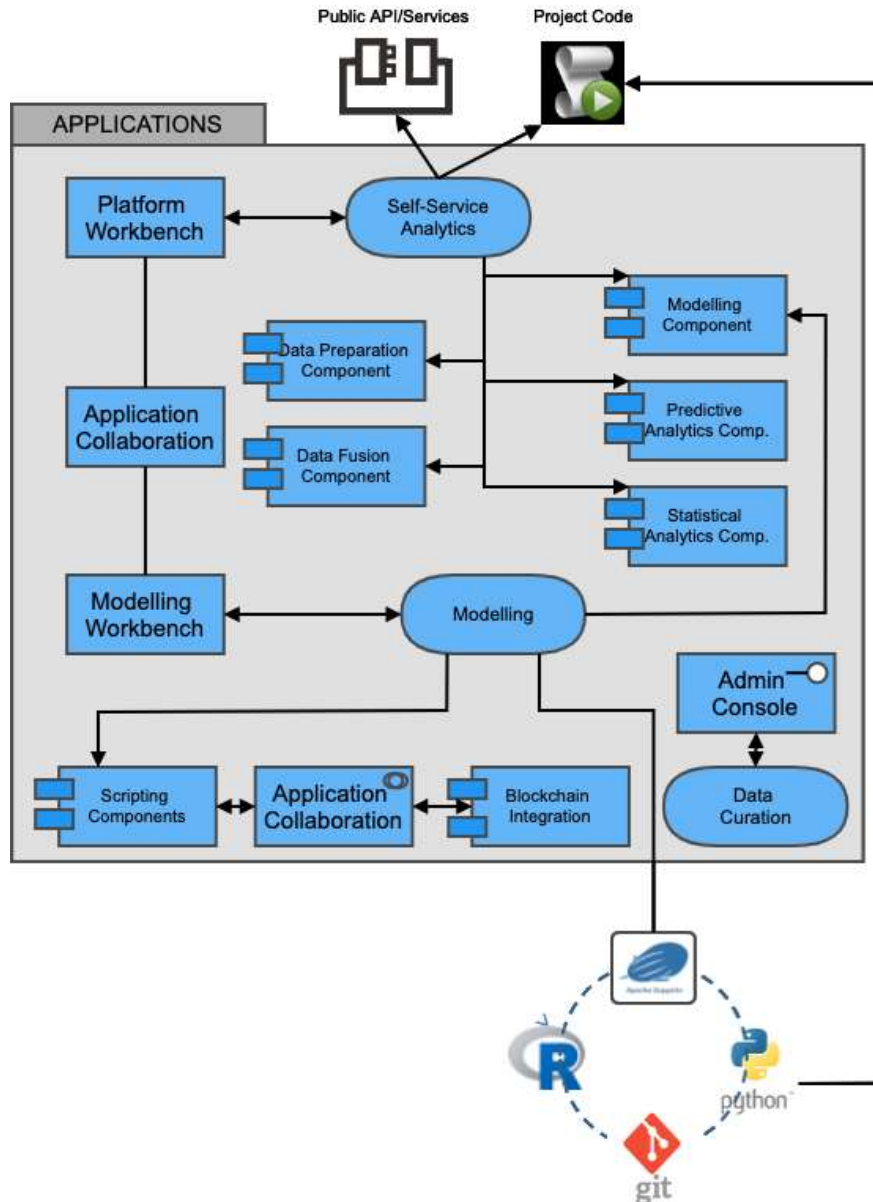 Public API/Services
Project Code
APPLICATIONS
Platform
Workbench
Self-Service
Analytics
Modelling
Component
Data Preparation
Component
Application
Collaboration
Predictive
Analytics Comp.
Data Fusion
Component
Statistical
Analytics Comp.
Modelling
Workbench
Modelling
Admin
Console
Scripting
Components
Application
Collaboration
Blockchain
Integration
Data
Curation
R
python
git